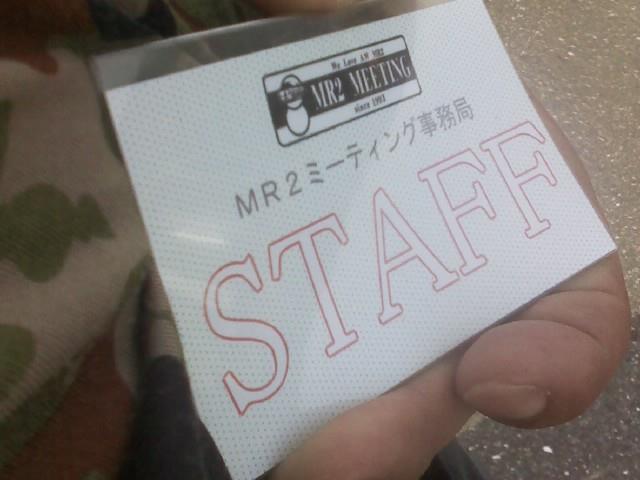 We Love AW MR2
MR2 MEETING
since 1993
MR2ミーティング事務局
STAFF